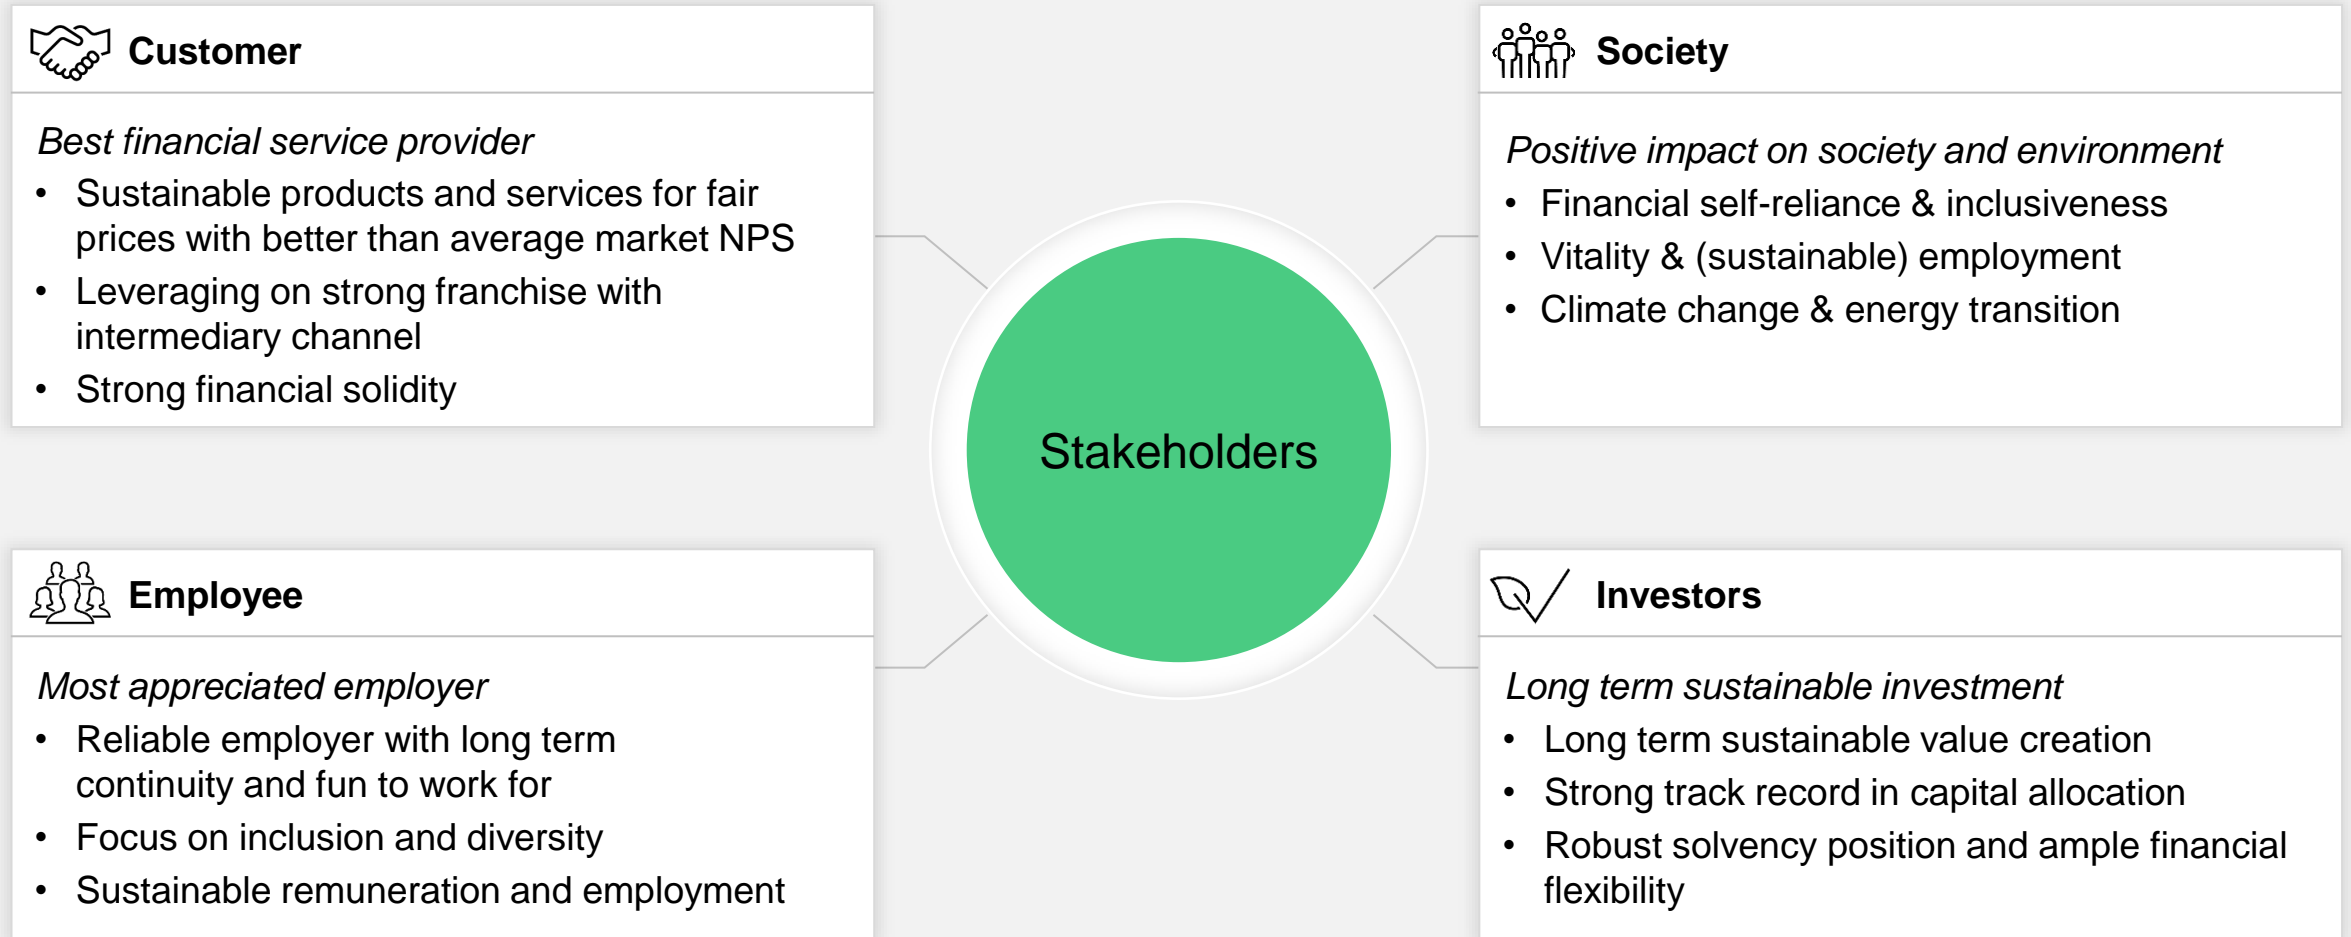 Customer
Best financial service provider
• Sustainable products and services for fair
prices with better than average market NPS
• Leveraging on strong franchise with
intermediary channel
• Strong financial solidity
Society
Positive impact on society and environment
• Financial self-reliance & inclusiveness
• Vitality & (sustainable) employment
• Climate change & energy transition
Stakeholders
Employee
Most appreciated employer
• Reliable employer with long term
continuity and fun to work for
• Focus on inclusion and diversity
• Sustainable remuneration and employment
Investors
Long term sustainable investment
• Long term sustainable value creation
• Strong track record in capital allocation
• Robust solvency position and ample financial
flexibility